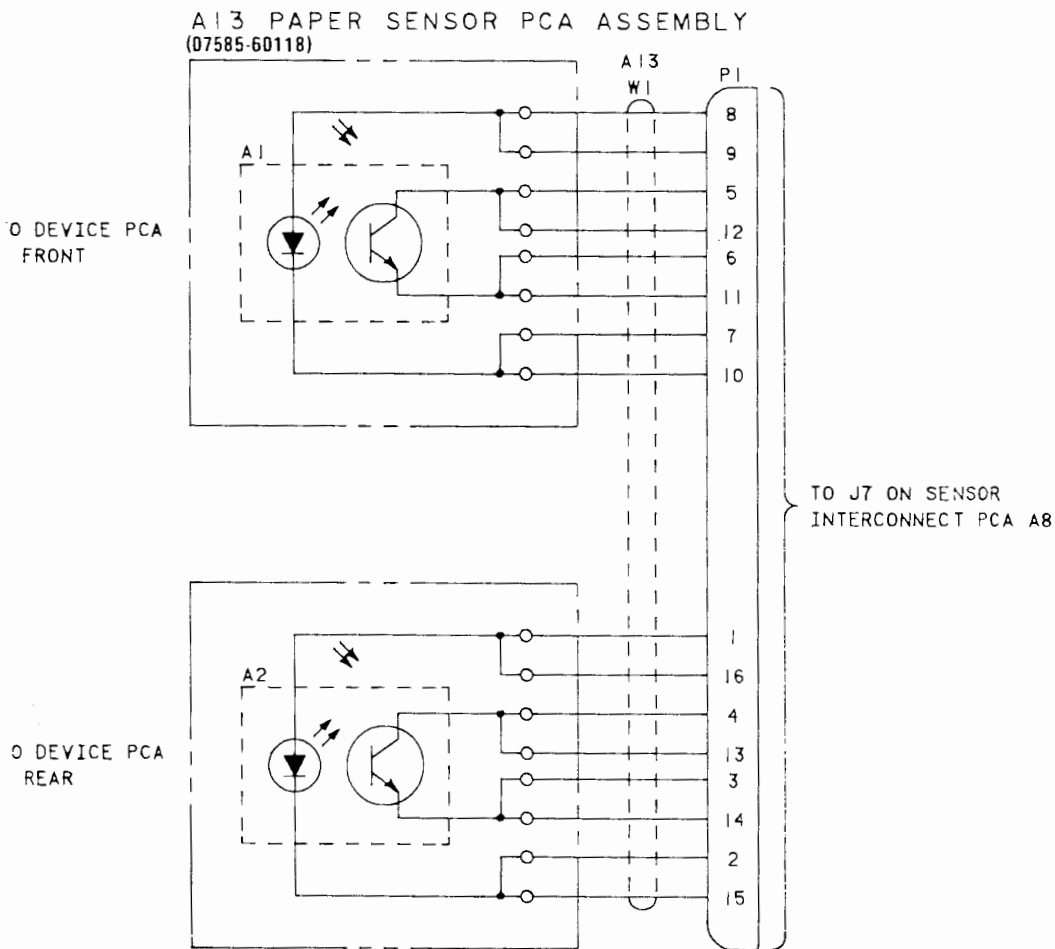 A13 PAPER SENSOR PCA ASSEMBLY
(07585-60118)
A13
W1
P1
8
9
A1
5
12
6
11
7
10
O DEVICE PCA
FRONT
TO J7 ON SENSOR
INTERCONNECT PCA A8
1
16
A2
4
13
3
14
2
15
O DEVICE PCA
REAR